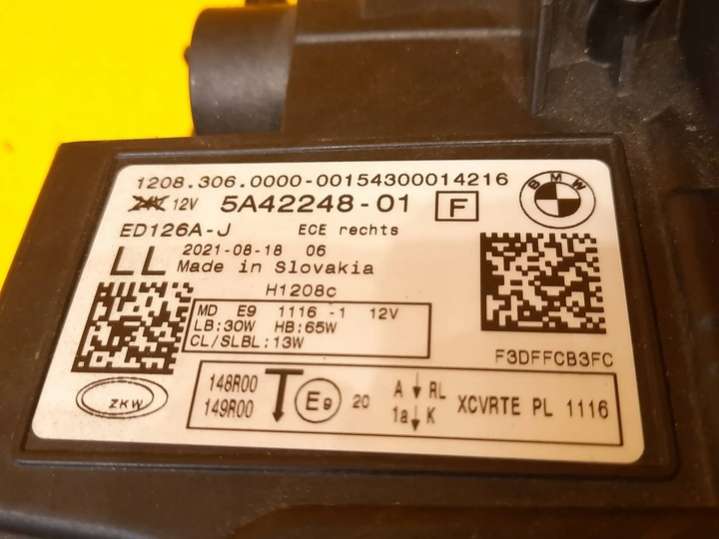 1208.306.0000-00154300014216
24V 12V 5A42248-01 F BMW
ED126A-J ECE rechts
2021-08-18 06
LL Made in Slovakia
H1208c
MD E9 1116 -1 12V
LB:30W HB:65W
CL/SLBL:13W
F3DFFCB3FC
ZKW
148R00 149R00 E9 20 A ↓ RL 1a ↓ K XCVRTE PL 1116